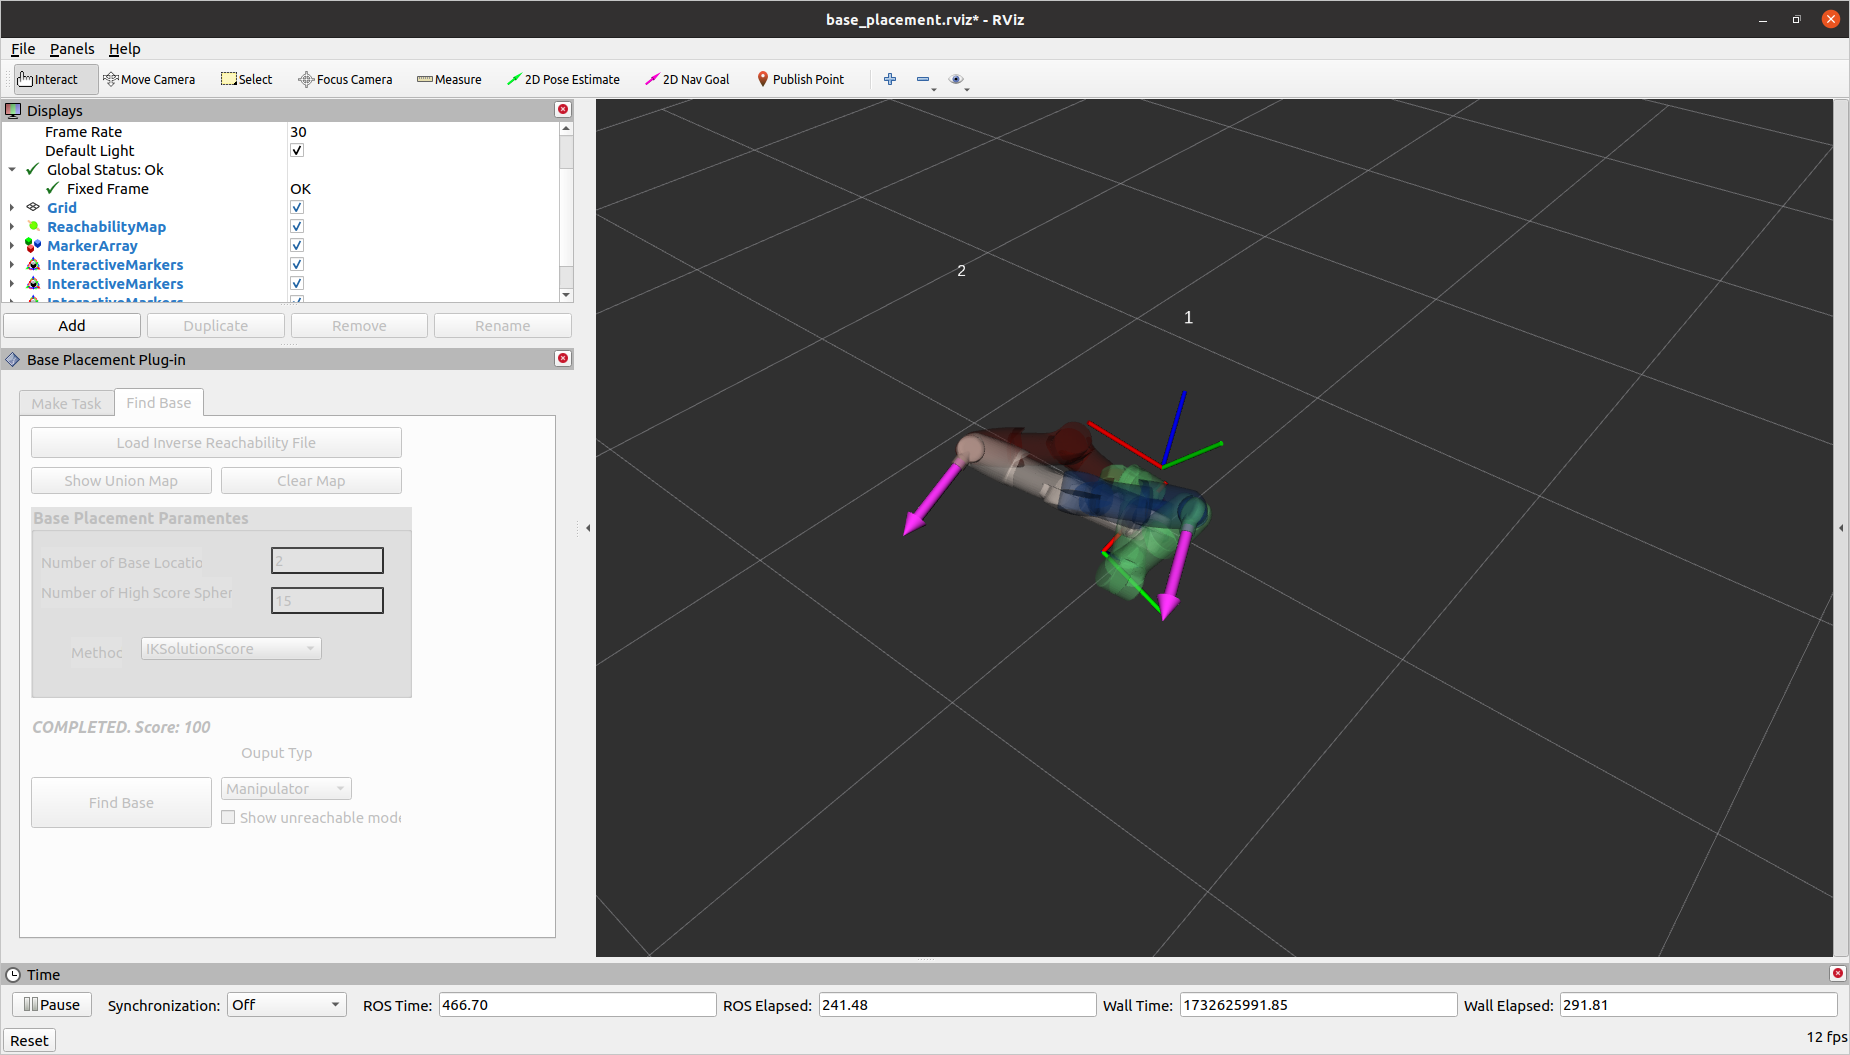 base_placement.rviz* - RViz
File Panels Help
Interact Move Camera Select Focus Camera Measure 2D Pose Estimate 2D Nav Goal Publish Point
Displays
Frame Rate 30
Default Light
Global Status: Ok
Fixed Frame OK
Grid
ReachabilityMap
MarkerArray
InteractiveMarkers
InteractiveMarkers
InteractiveMarkers
Add Duplicate Remove Rename
Base Placement Plug-in
Make Task Find Base
Load Inverse Reachability File
Show Union Map Clear Map
Base Placement Paramentes
Number of Base Locatio 2
Number of High Score Spher 15
Methoc IKSolutionScore
COMPLETED. Score: 100
Ouput Typ
Find Base Manipulator
Show unreachable mode
2
1
Time
Pause Synchronization: Off ROS Time: 466.70 ROS Elapsed: 241.48 Wall Time: 1732625991.85 Wall Elapsed: 291.81
Reset 12 fps